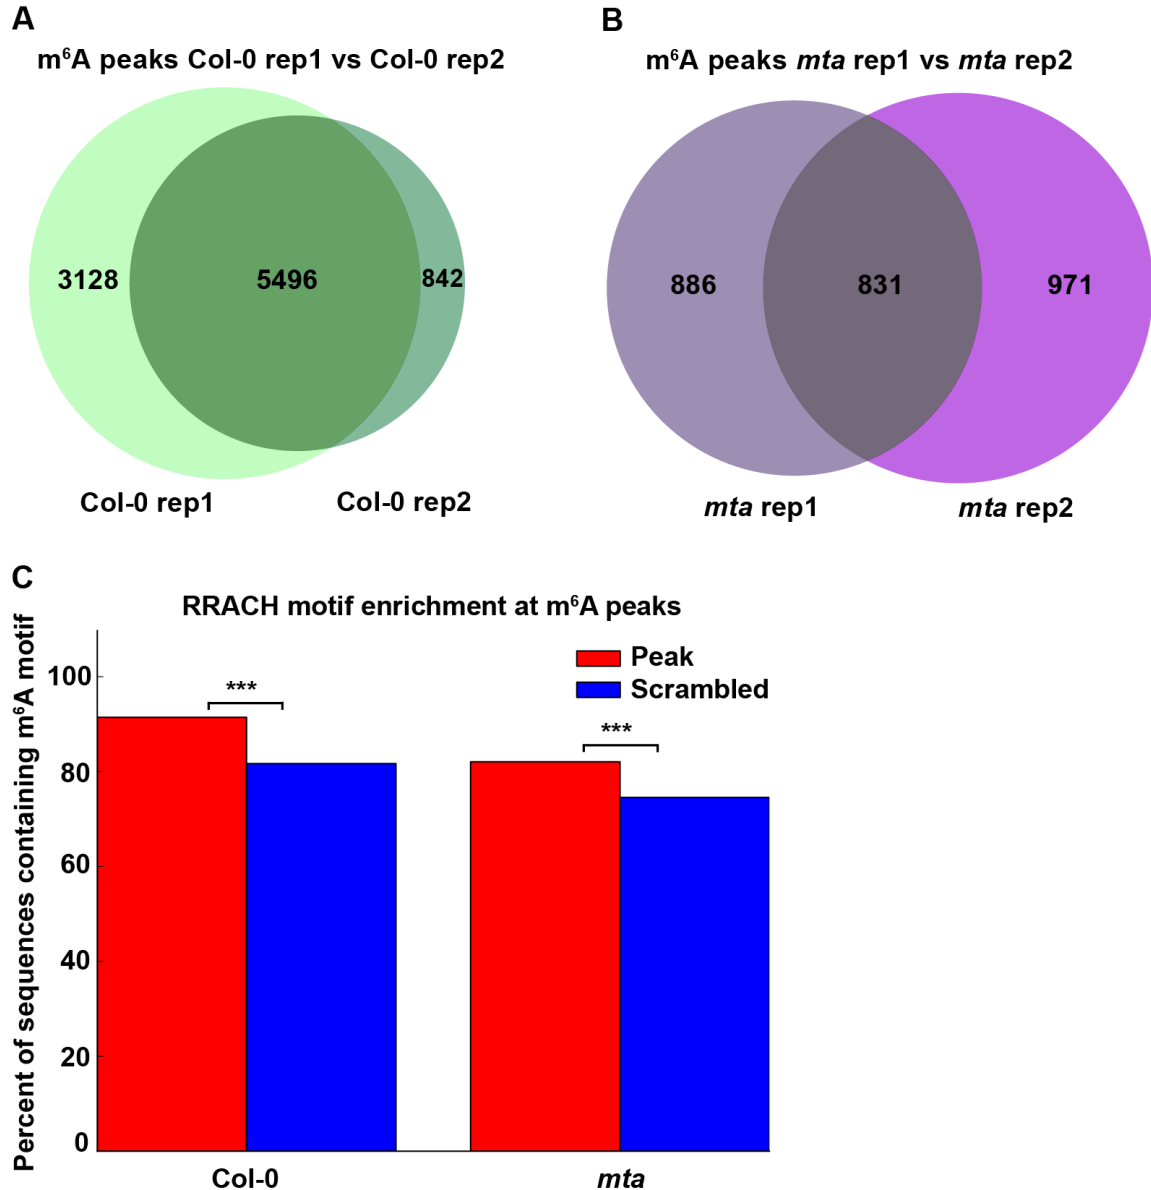 A
m⁶A peaks Col-0 rep1 vs Col-0 rep2
3128
5496
842
Col-0 rep1
Col-0 rep2
B
m⁶A peaks mta rep1 vs mta rep2
886
831
971
mta rep1
mta rep2
C
RRACH motif enrichment at m⁶A peaks
Percent of sequences containing m⁶A motif
100
80
60
40
20
0
***
***
Peak
Scrambled
Col-0
mta